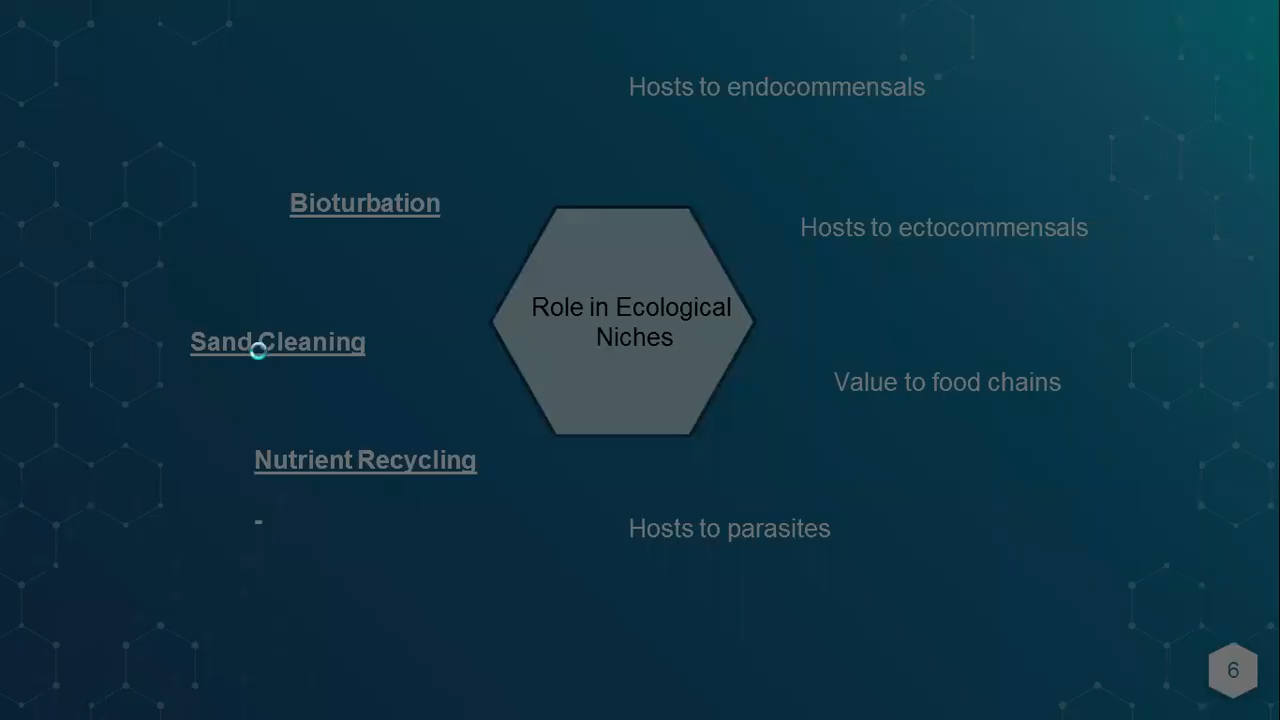 Hosts to endocommensals
Bioturbation
Hosts to ectocommensals
Role in Ecological
Niches
Sand Cleaning
Value to food chains
Nutrient Recycling
-
Hosts to parasites
6